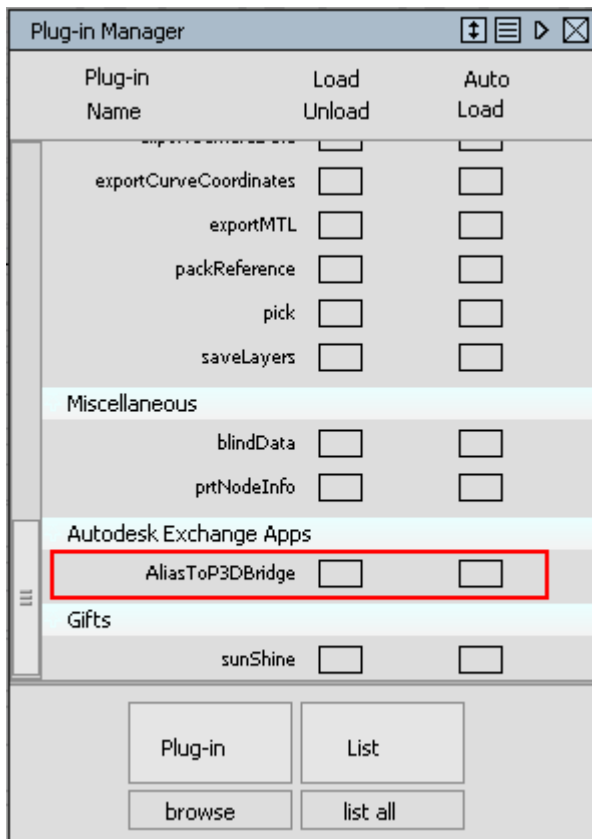 Plug-in Manager
Plug-in Load Auto
Name Unload Load
exportCurveCoordinates
exportMTL
packReference
pick
saveLayers
Miscellaneous
blindData
prtNodeInfo
Autodesk Exchange Apps
AliasToP3DBridge
Gifts
sunShine
Plug-in List
browse list all